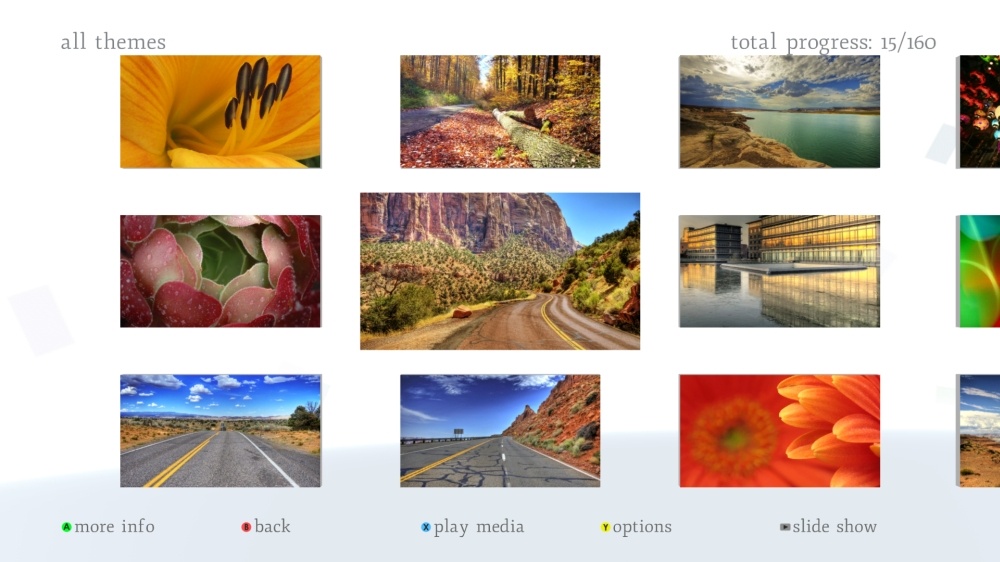 all themes
total progress: 15/160
A more info
B back
X play media
Y options
slide show